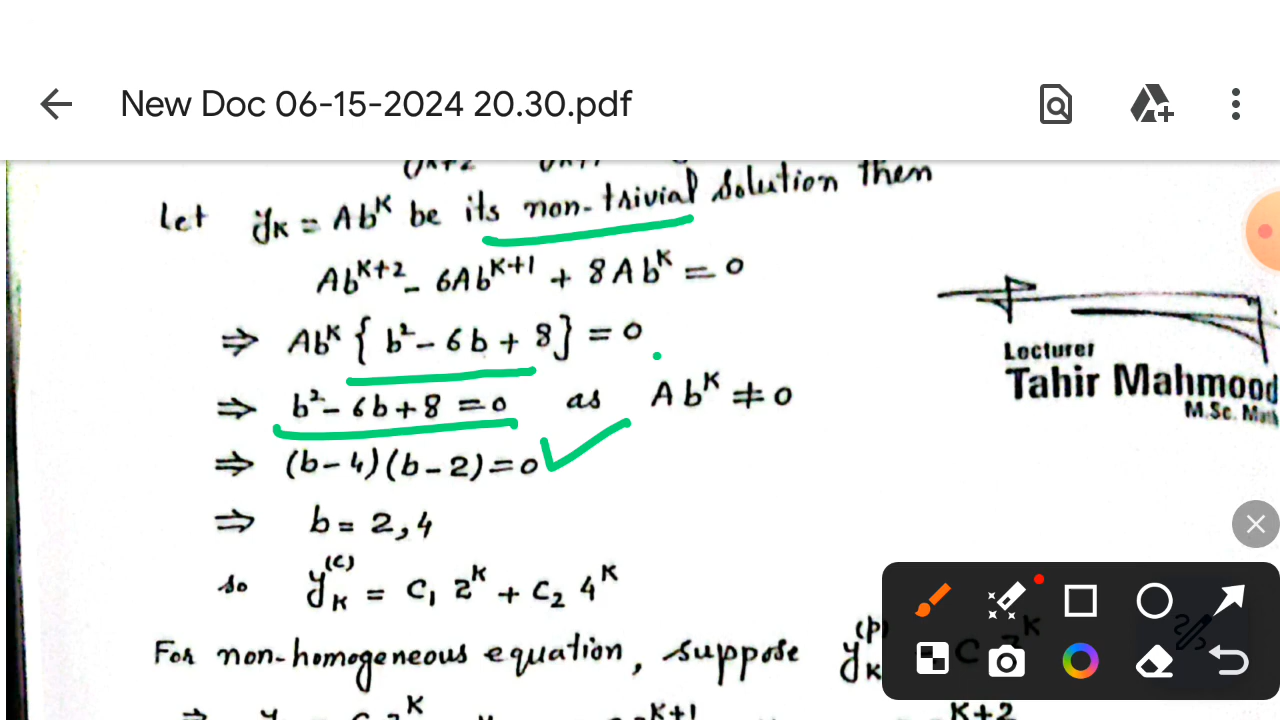 New Doc 06-15-2024 20.30.pdf
Let yₖ = Abᴷ be its non-trivial solution then
Abᴷ⁺² - 6Abᴷ⁺¹ + 8Abᴷ = 0
⇒ Abᴷ { b² - 6b + 8 } = 0
⇒ b² - 6b + 8 = 0 as Abᴷ ≠ 0
⇒ (b-4)(b-2) = 0
⇒ b = 2, 4
so yₖ⁽ᶜ⁾ = C₁ 2ᴷ + C₂ 4ᴷ
For non-homogeneous equation, suppose yₖ⁽ᵖ⁾
Lecturer
Tahir Mahmood
M.Sc.